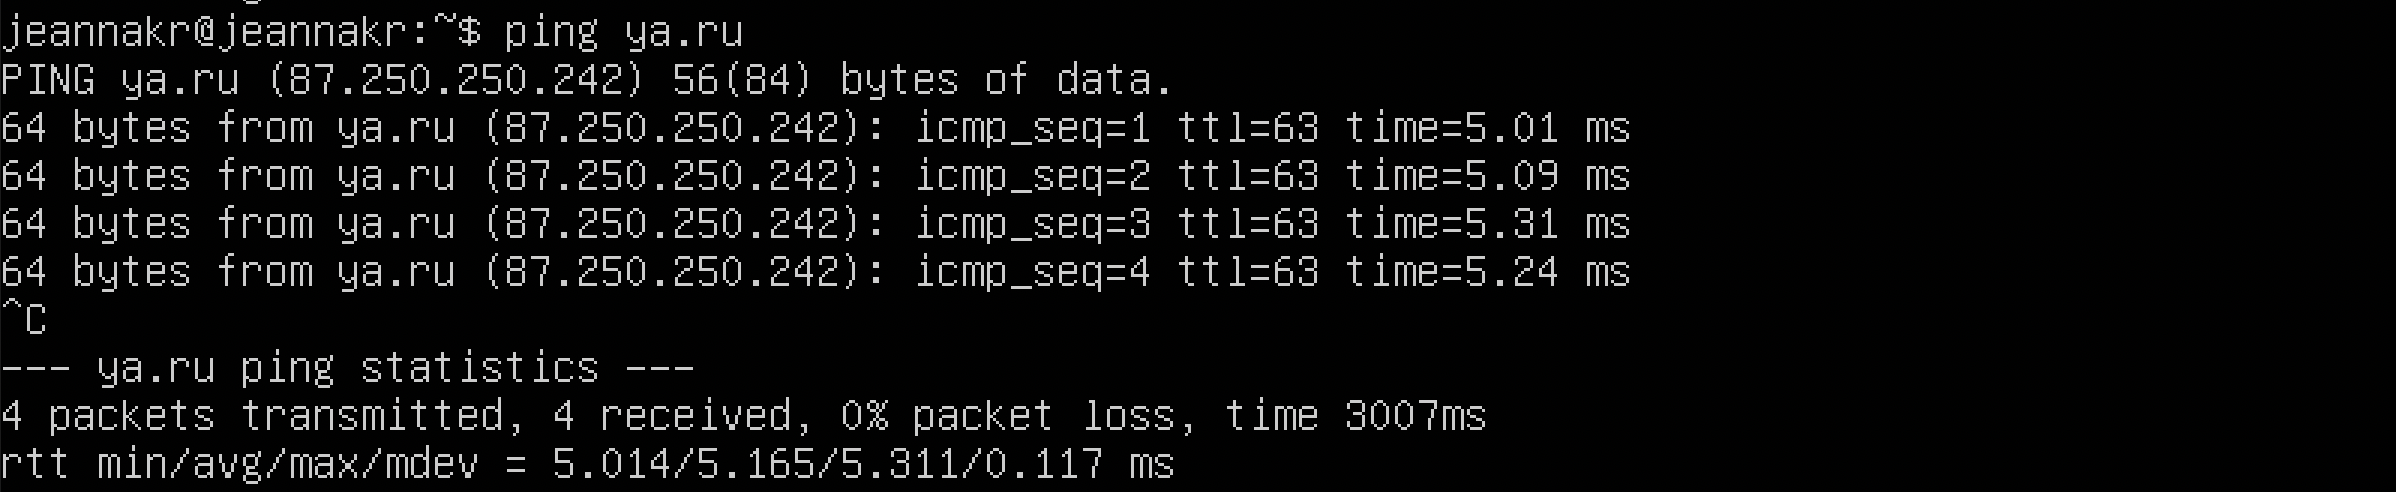 jeannakr@jeannakr:~$ ping ya.ru
PING ya.ru (87.250.250.242) 56(84) bytes of data.
64 bytes from ya.ru (87.250.250.242): icmp_seq=1 ttl=63 time=5.01 ms
64 bytes from ya.ru (87.250.250.242): icmp_seq=2 ttl=63 time=5.09 ms
64 bytes from ya.ru (87.250.250.242): icmp_seq=3 ttl=63 time=5.31 ms
64 bytes from ya.ru (87.250.250.242): icmp_seq=4 ttl=63 time=5.24 ms
^C
--- ya.ru ping statistics ---
4 packets transmitted, 4 received, 0% packet loss, time 3007ms
rtt min/avg/max/mdev = 5.014/5.165/5.311/0.117 ms